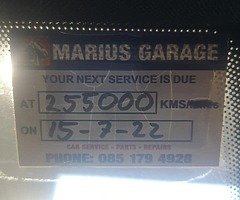 MARIUS GARAGE
YOUR NEXT SERVICE IS DUE
AT 255000 KMS/
ON 15-7-22
CAR SERVICE - PARTS - REPAIRS
PHONE: 085 179 4928